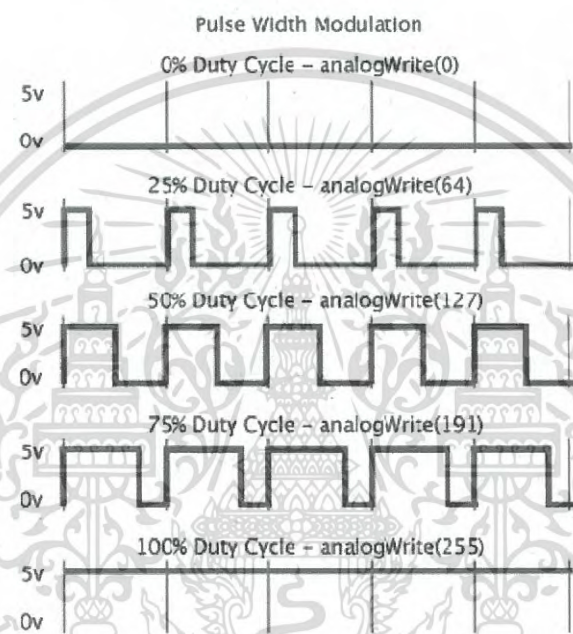 Pulse Width Modulation
0% Duty Cycle – analogWrite(0)
5v
0v
25% Duty Cycle – analogWrite(64)
5v
0v
50% Duty Cycle – analogWrite(127)
5v
0v
75% Duty Cycle – analogWrite(191)
5v
0v
100% Duty Cycle – analogWrite(255)
5v
0v